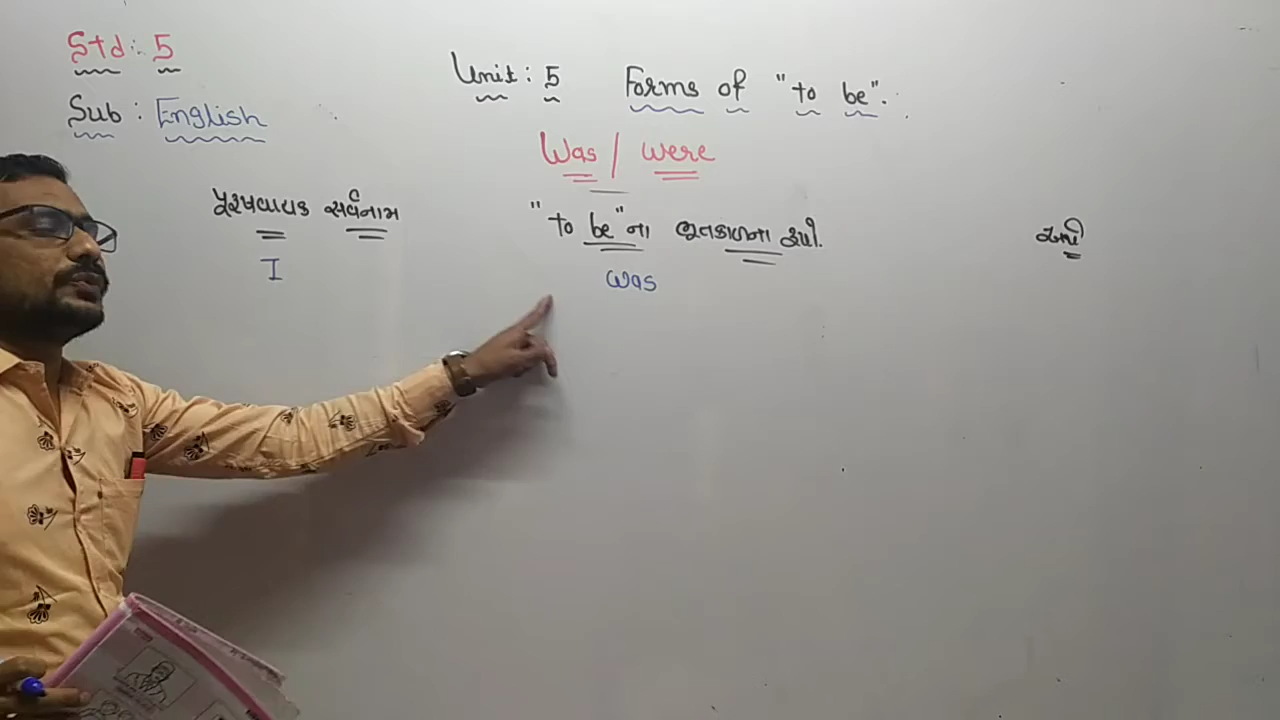 Std: 5
Unit: 5 Forms of "to be".
Sub: English
Was / were
પૂરુષવાચક સર્વનામ "to be"ના ભૂતકાળના રૂપો. અર્થ
I was